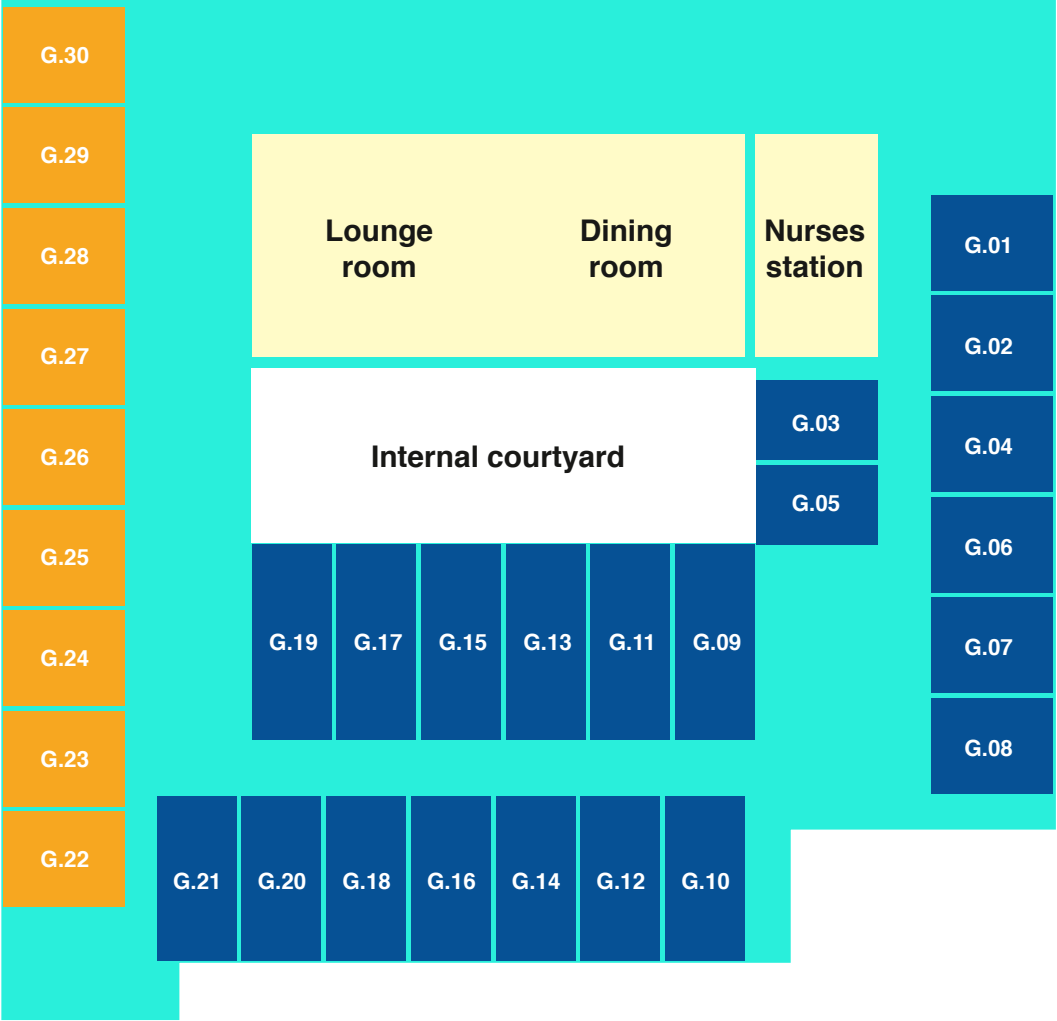 G.30
G.29
G.28
G.27
G.26
G.25
G.24
G.23
G.22
Lounge
room
Dining
room
Nurses
station
Internal courtyard
G.01
G.02
G.03
G.04
G.05
G.06
G.07
G.08
G.19
G.17
G.15
G.13
G.11
G.09
G.21
G.20
G.18
G.16
G.14
G.12
G.10